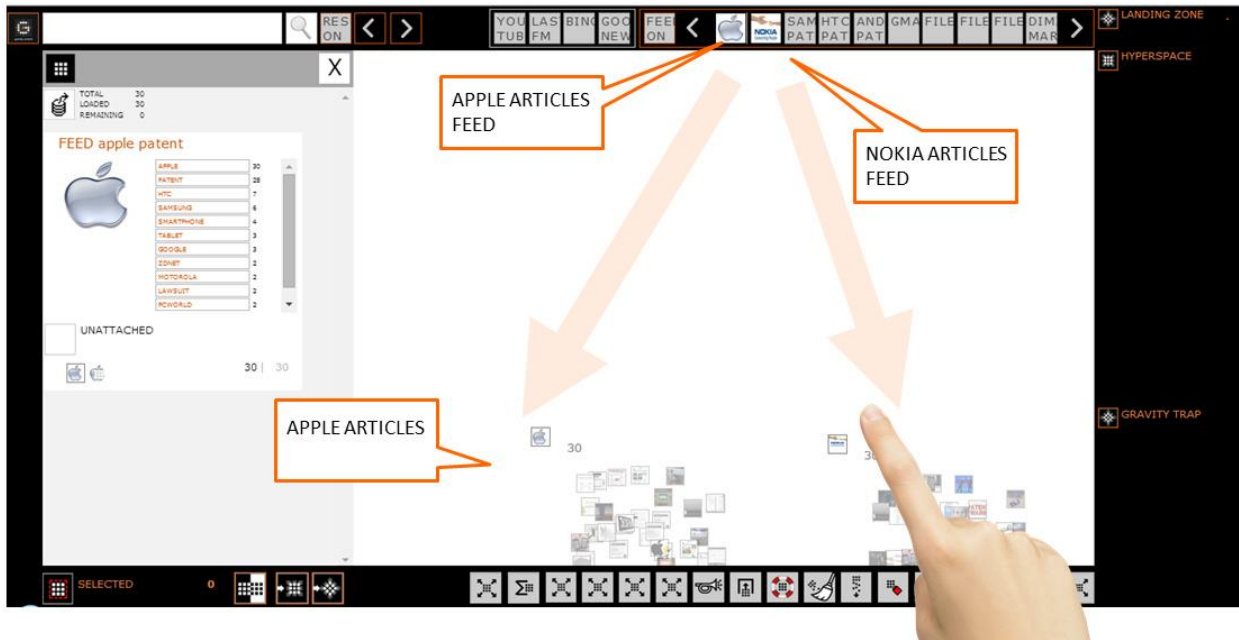 RES
ON
YOU
TUB
LAS
FM
BING
GOO
NEW
FEE
ON
NOKIA
SAM
PAT
HTC
PAT
AND
PAT
GMA
FILE
FILE
FILE
DIM
MAR
LANDING ZONE
HYPERSPACE
X
TOTAL 30
LOADED 30
REMAINING 0
FEED apple patent
APPLE 30
PATENT 28
HTC 7
SAMSUNG 6
SMARTPHONE 4
TABLET 3
GOOGLE 3
ZDNET 2
MOTOROLA 2
LAWSUIT 2
PCWORLD 2
UNATTACHED
30 | 30
APPLE ARTICLES
FEED
NOKIA ARTICLES
FEED
APPLE ARTICLES
30
GRAVITY TRAP
SELECTED 0